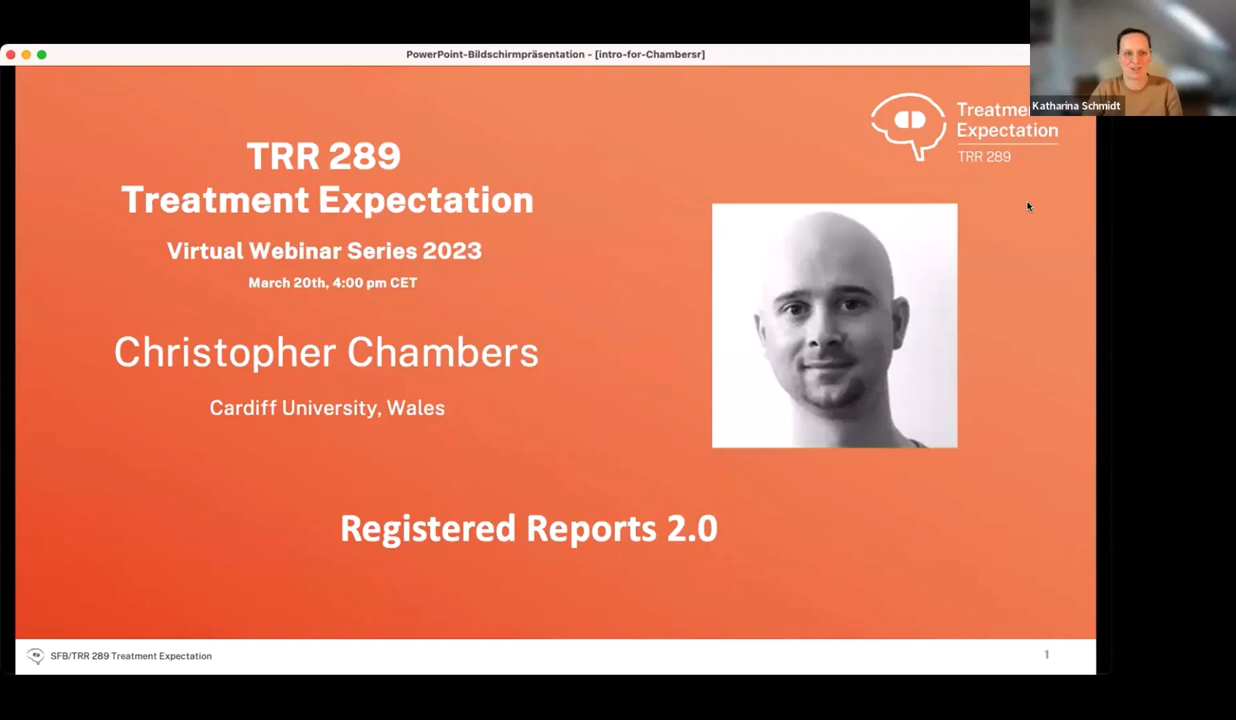 PowerPoint-Bildschirmpräsentation - [intro-for-Chambersr]
Katharina Schmidt
TRR 289
Treatment Expectation
Virtual Webinar Series 2023
March 20th, 4:00 pm CET
Christopher Chambers
Cardiff University, Wales
Expectation
TRR 289
Registered Reports 2.0
SFB/TRR 289 Treatment Expectation
1